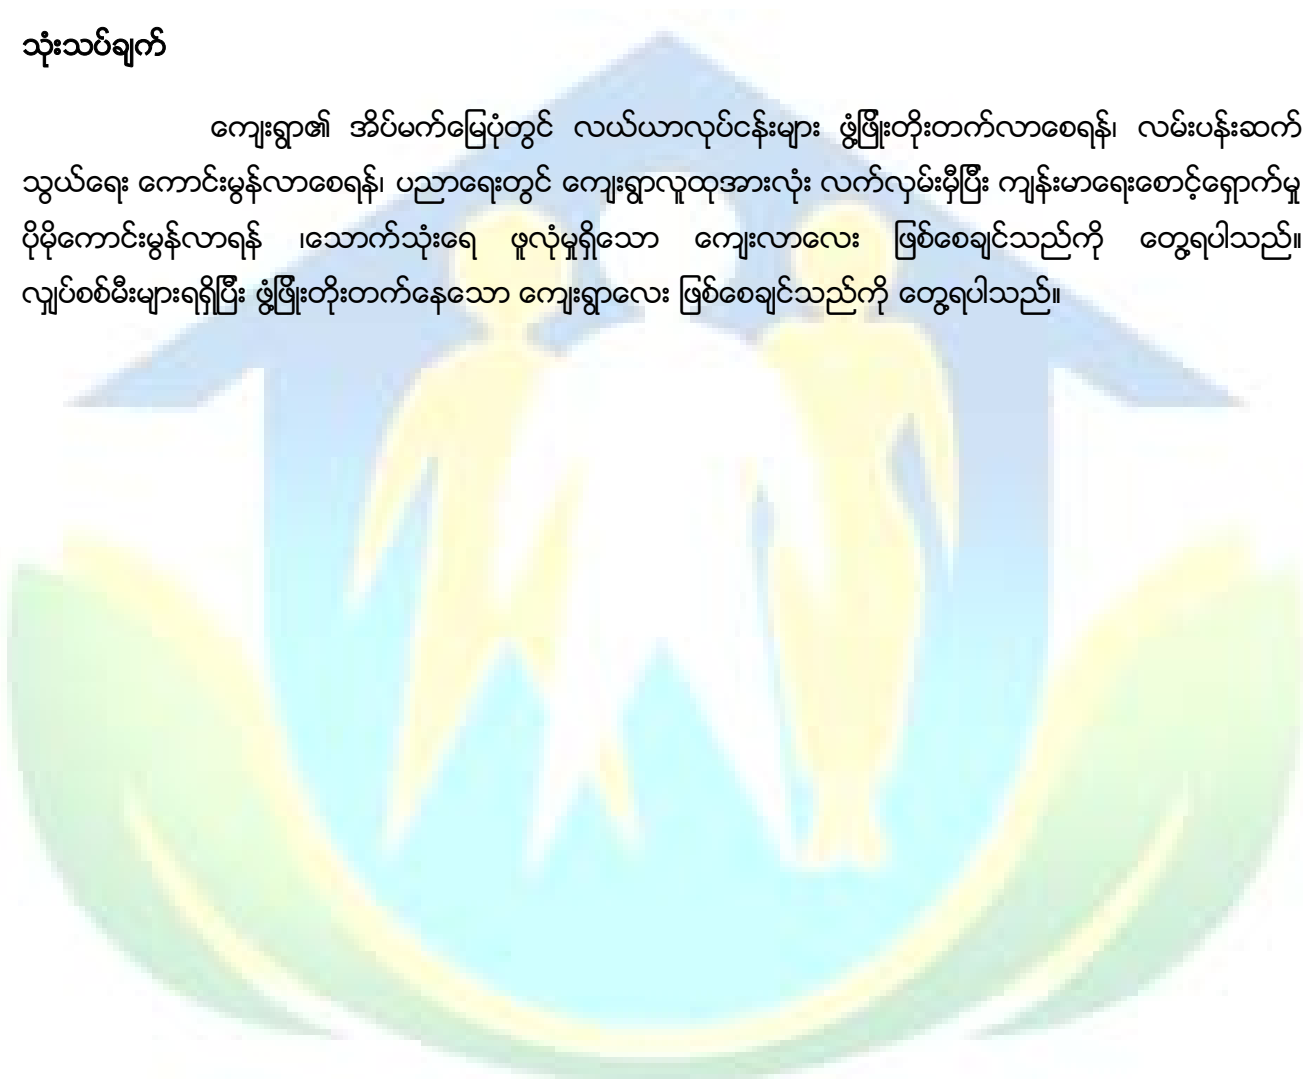 သုံးသပ်ချက်
ကျေးရွာ၏ အိပ်မက်မြေပုံတွင် လယ်ယာလုပ်ငန်းများ ဖွံ့ဖြိုးတိုးတက်လာစေရန်၊ လမ်းပန်းဆက်
သွယ်ရေး ကောင်းမွန်လာစေရန်၊ ပညာရေးတွင် ကျေးရွာလူထုအားလုံး လက်လှမ်းမှီပြီး ကျန်းမာရေးစောင့်ရှောက်မှု
ပိုမိုကောင်းမွန်လာရန် ၊သောက်သုံးရေ ဖူလုံမှုရှိသော ကျေးလာလေး ဖြစ်စေချင်သည်ကို တွေ့ရပါသည်။
လျှပ်စစ်မီးများရရှိပြီး ဖွံ့ဖြိုးတိုးတက်နေသော ကျေးရွာလေး ဖြစ်စေချင်သည်ကို တွေ့ရပါသည်။